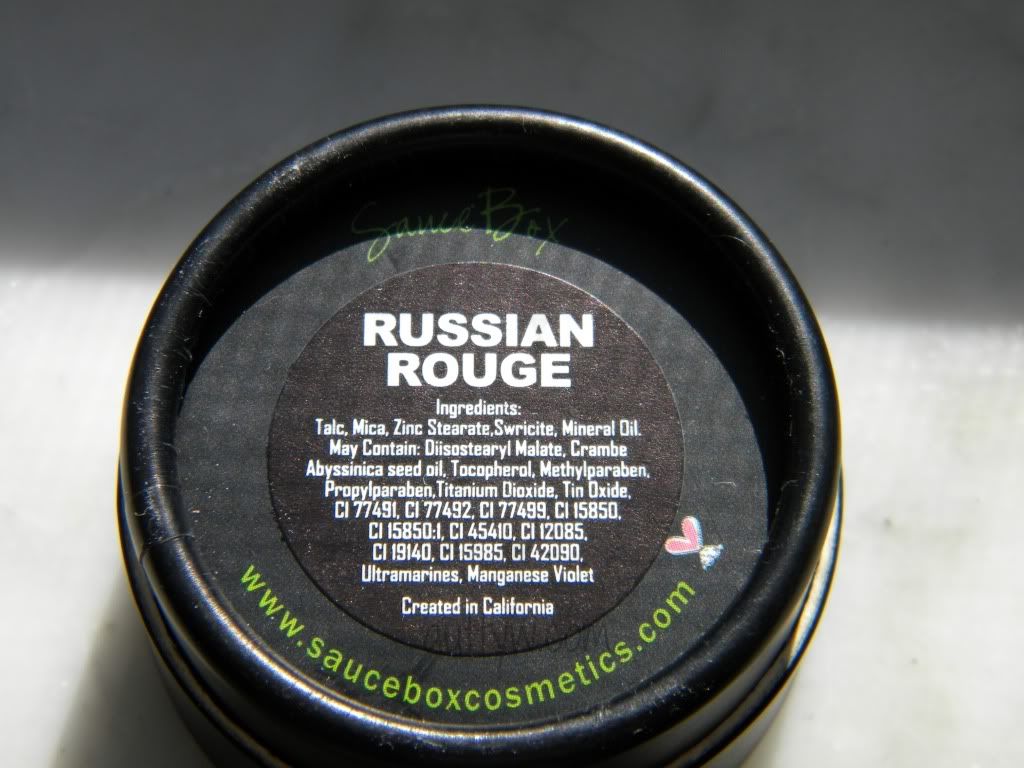 Sauce Box
RUSSIAN
ROUGE
Ingredients:
Talc, Mica, Zinc Stearate,Swricite, Mineral Oil.
May Contain: Diisostearyl Malate, Crambe
Abyssinica seed oil, Tocopherol, Methylparaben,
Propylparaben,Titanium Dioxide, Tin Oxide,
CI 77491, CI 77492, CI 77499, CI 15850,
CI 15850:1, CI 45410, CI 12085,
CI 19140, CI 15985, CI 42090,
Ultramarines, Manganese Violet
Created in California
www.sauceboxcosmetics.com